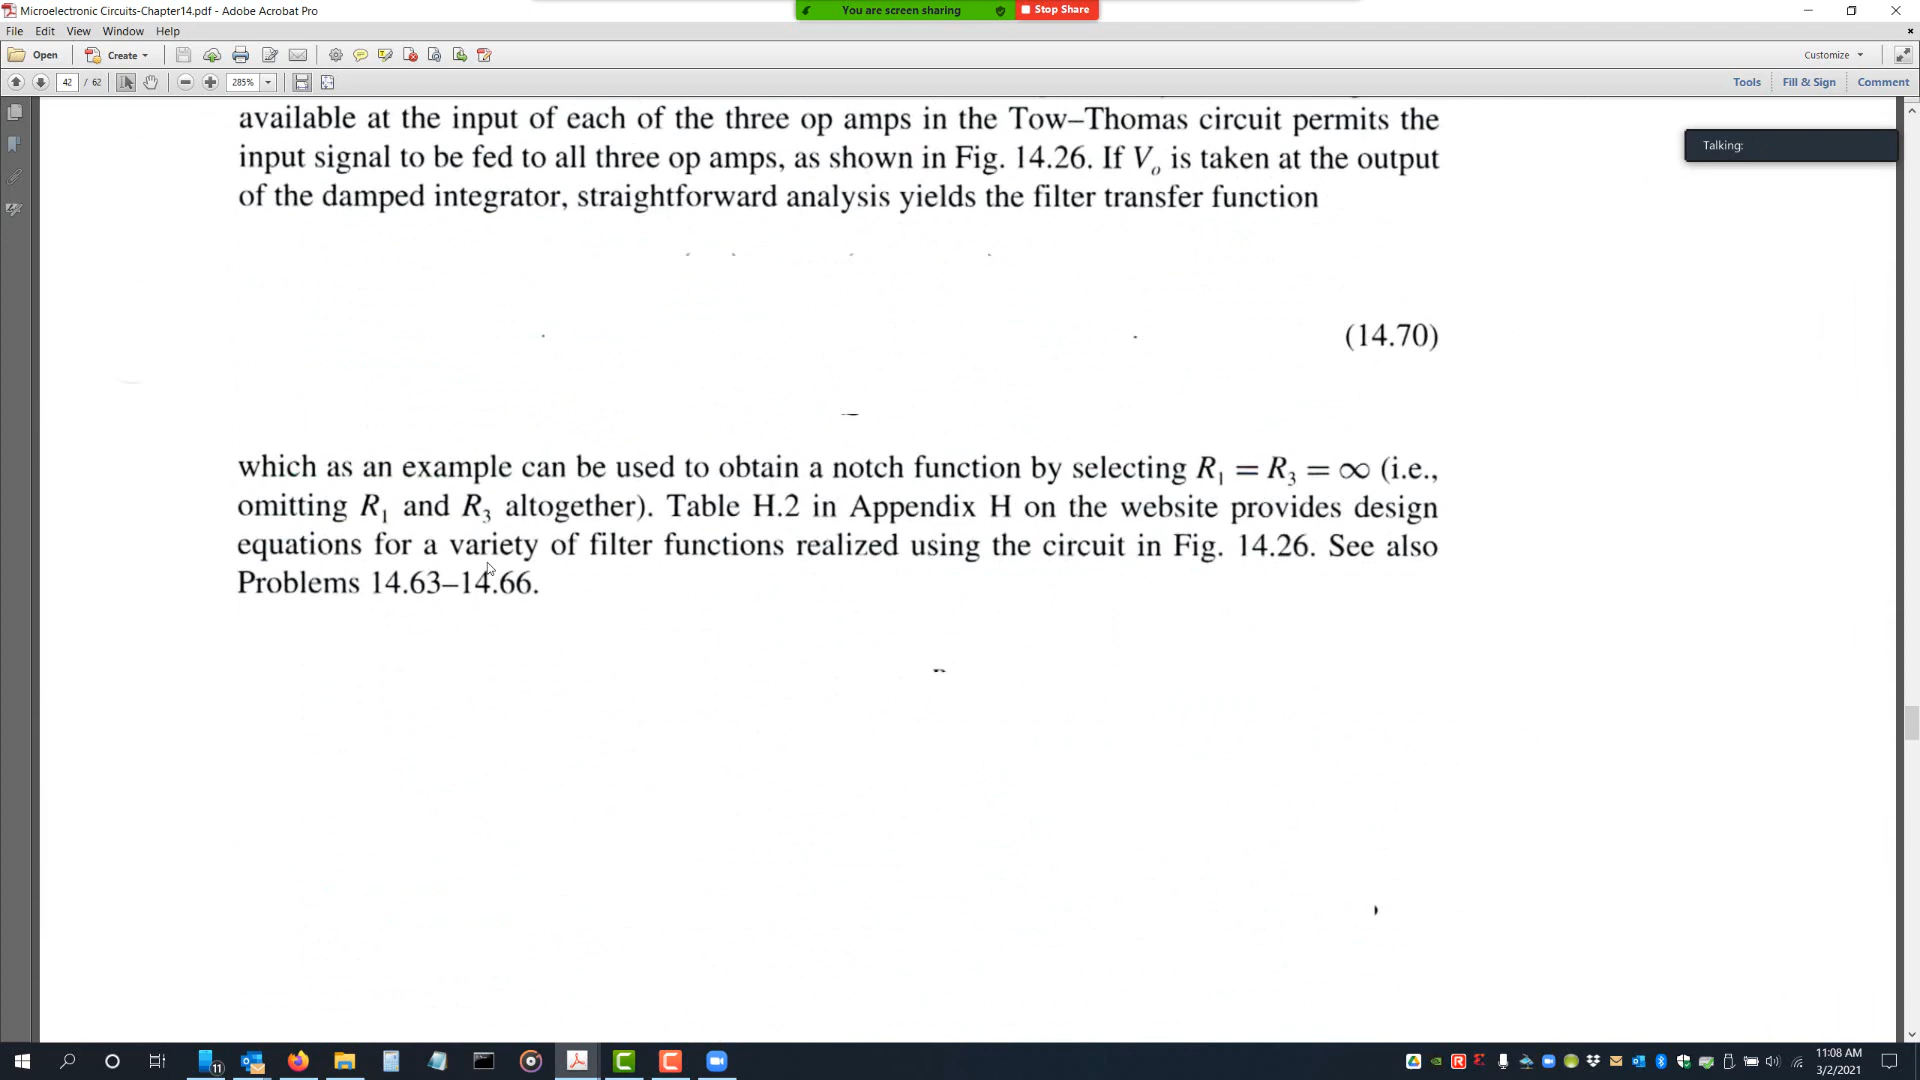 Microelectronic Circuits-Chapter14.pdf - Adobe Acrobat Pro
You are screen sharing
Stop Share
File Edit View Window Help
Open Create Customize
42 / 62 285% Tools Fill & Sign Comment
available at the input of each of the three op amps in the Tow–Thomas circuit permits the
Talking:
input signal to be fed to all three op amps, as shown in Fig. 14.26. If Vo is taken at the output
of the damped integrator, straightforward analysis yields the filter transfer function
(14.70)
which as an example can be used to obtain a notch function by selecting R1 = R3 = ∞ (i.e.,
omitting R1 and R3 altogether). Table H.2 in Appendix H on the website provides design
equations for a variety of filter functions realized using the circuit in Fig. 14.26. See also
Problems 14.63–14.66.
11
11:08 AM
3/2/2021